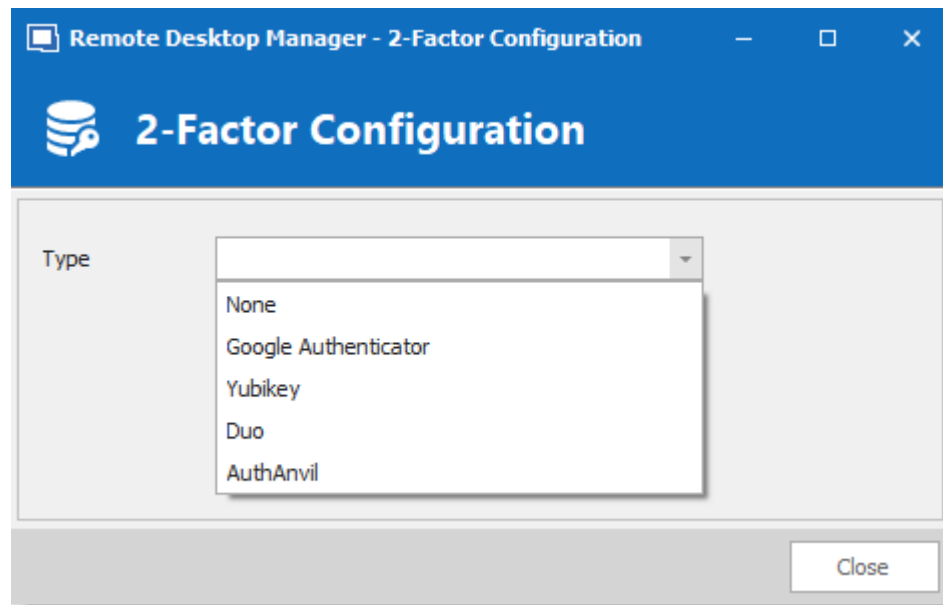 Remote Desktop Manager - 2-Factor Configuration
2-Factor Configuration
Type
None
Google Authenticator
Yubikey
Duo
AuthAnvil
Close